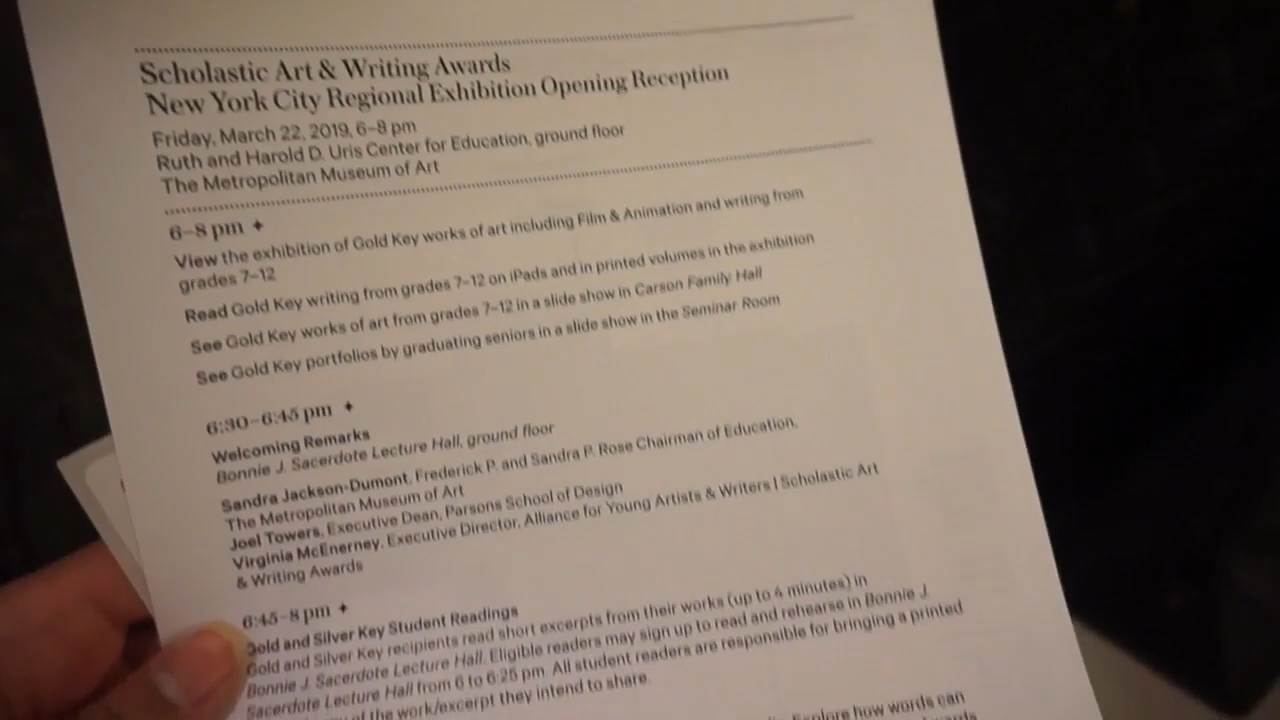 Scholastic Art & Writing Awards
New York City Regional Exhibition Opening Reception
Friday, March 22, 2019, 6–8 pm
Ruth and Harold D. Uris Center for Education, ground floor
The Metropolitan Museum of Art
6–8 pm ✦
View the exhibition of Gold Key works of art including Film & Animation and writing from
grades 7–12
Read Gold Key writing from grades 7–12 on iPads and in printed volumes in the exhibition
See Gold Key works of art from grades 7–12 in a slide show in Carson Family Hall
See Gold Key portfolios by graduating seniors in a slide show in the Seminar Room
6:30–6:45 pm ✦
Welcoming Remarks
Bonnie J. Sacerdote Lecture Hall, ground floor
Sandra Jackson-Dumont, Frederick P. and Sandra P. Rose Chairman of Education,
The Metropolitan Museum of Art
Joel Towers, Executive Dean, Parsons School of Design
Virginia McEnerney, Executive Director, Alliance for Young Artists & Writers | Scholastic Art
& Writing Awards
6:45–8 pm ✦
Gold and Silver Key Student Readings
Gold and Silver Key recipients read short excerpts from their works (up to 4 minutes) in
Bonnie J. Sacerdote Lecture Hall. Eligible readers may sign up to read and rehearse in Bonnie J.
Sacerdote Lecture Hall from 6 to 6:25 pm. All student readers are responsible for bringing a printed
of the work/excerpt they intend to share.
Explore how words can